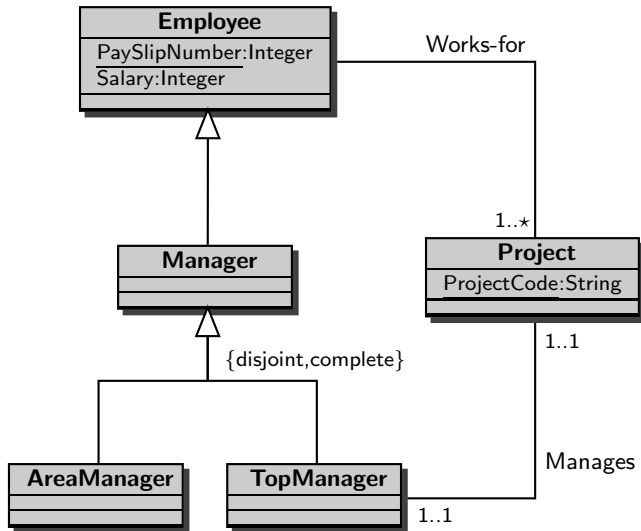 Employee
PaySlipNumber:Integer
Salary:Integer
Works-for
1..⋆
Manager
Project
ProjectCode:String
1..1
{disjoint,complete}
Manages
AreaManager
TopManager
1..1